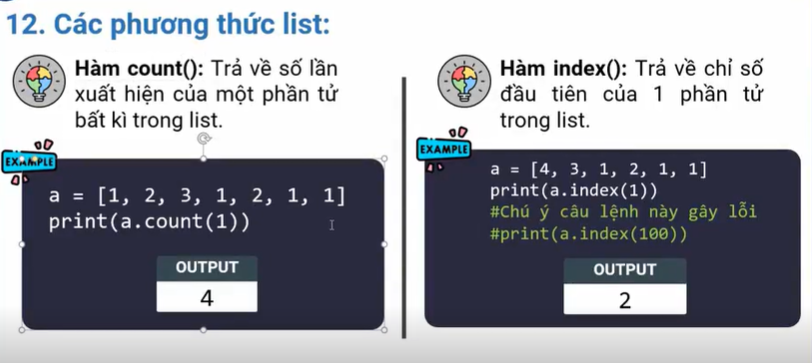 12. Các phương thức list:
Hàm count(): Trả về số lần
xuất hiện của một phần tử
bất kì trong list.
EXAMPLE
a = [1, 2, 3, 1, 2, 1, 1]
print(a.count(1))
OUTPUT
4
Hàm index(): Trả về chỉ số
đầu tiên của 1 phần tử
trong list.
EXAMPLE
a = [4, 3, 1, 2, 1, 1]
print(a.index(1))
#Chú ý câu lệnh này gây lỗi
#print(a.index(100))
OUTPUT
2